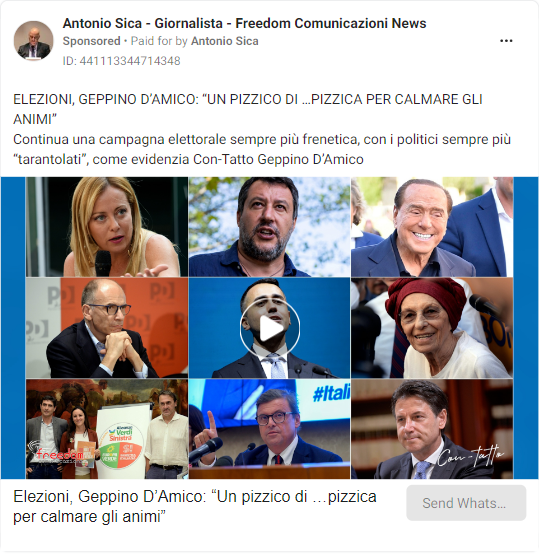 Antonio Sica - Giornalista - Freedom Comunicazioni News
Sponsored • Paid for by Antonio Sica
ID: 441113344714348
ELEZIONI, GEPPINO D’AMICO: “UN PIZZICO DI …PIZZICA PER CALMARE GLI
ANIMI”
Continua una campagna elettorale sempre più frenetica, con i politici sempre più
“tarantolati”, come evidenzia Con-Tatto Geppino D’Amico
PD
#Itali
Alleanza
Verdi
Sinistra
freedom
Con-tatto
Elezioni, Geppino D’Amico: “Un pizzico di …pizzica
per calmare gli animi”
Send Whats...